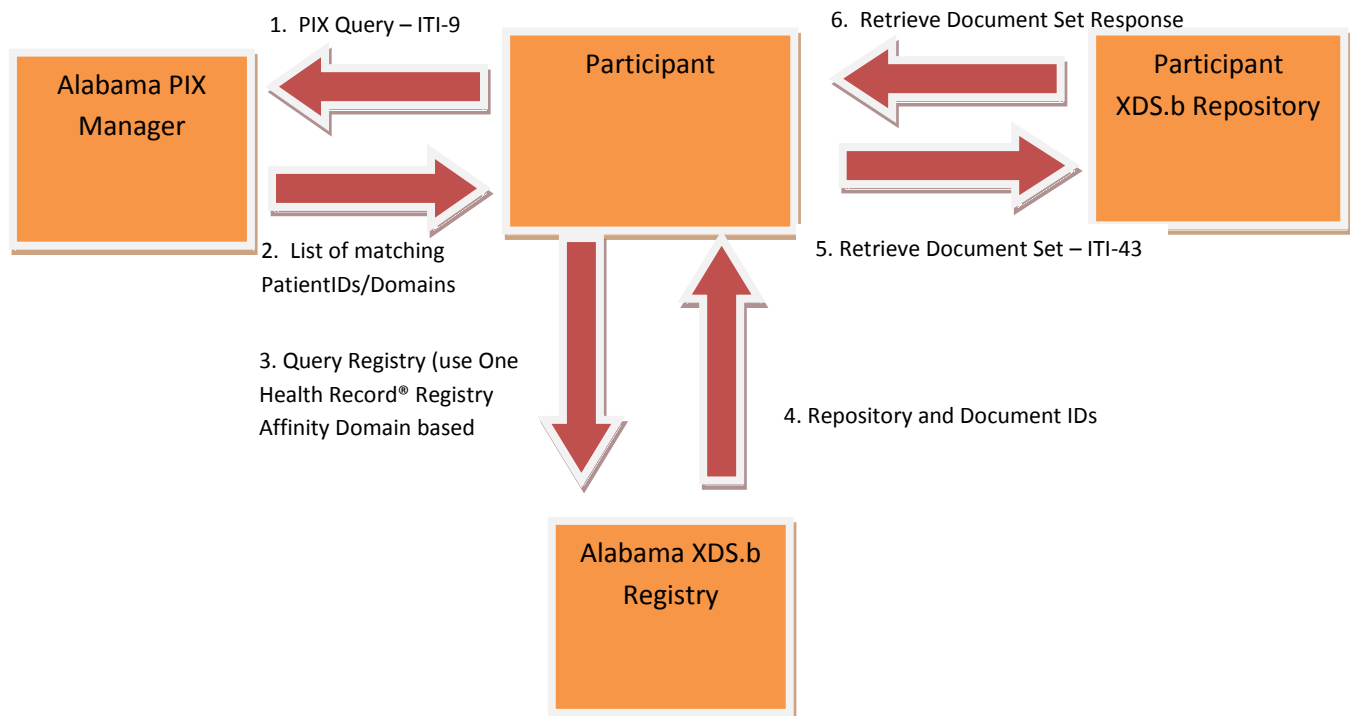 1. PIX Query – ITI-9
6. Retrieve Document Set Response
Alabama PIX
Manager
Participant
Participant
XDS.b Repository
2. List of matching
PatientIDs/Domains
5. Retrieve Document Set – ITI-43
3. Query Registry (use One
Health Record® Registry
Affinity Domain based
4. Repository and Document IDs
Alabama XDS.b
Registry